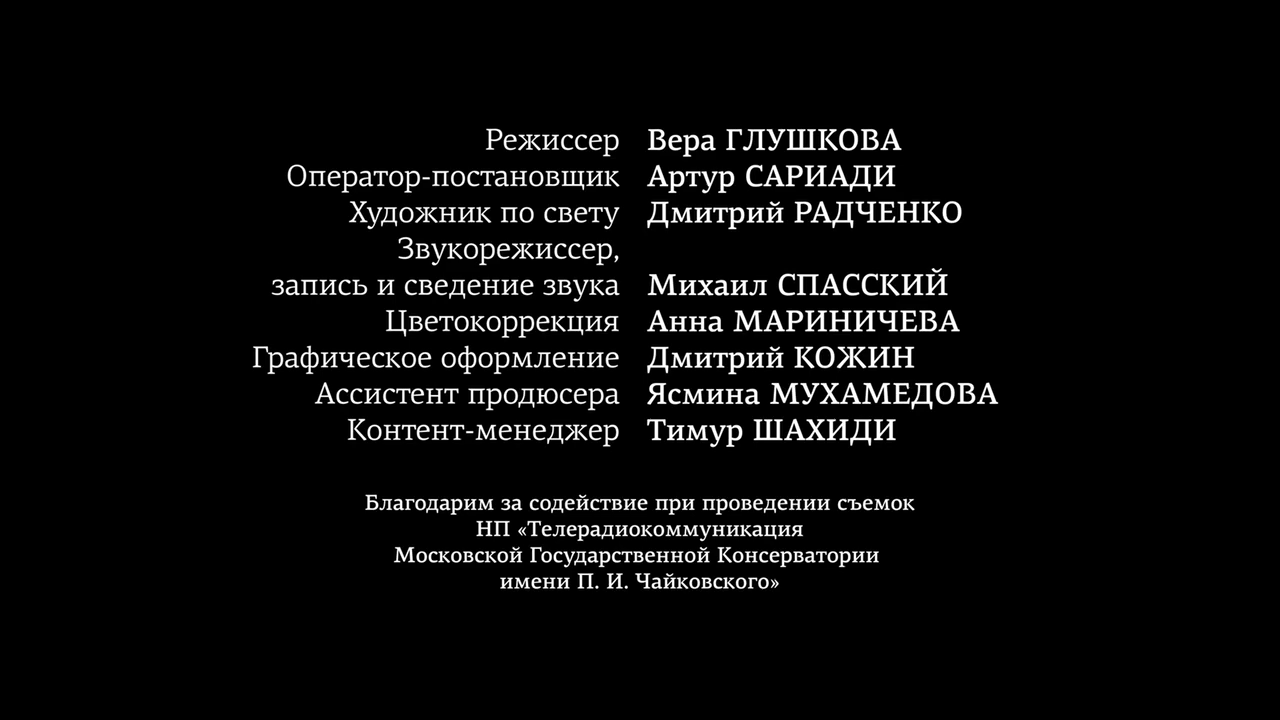 Режиссер Вера ГЛУШКОВА
Оператор-постановщик Артур САРИАДИ
Художник по свету Дмитрий РАДЧЕНКО
Звукорежиссер,
запись и сведение звука Михаил СПАССКИЙ
Цветокоррекция Анна МАРИНИЧЕВА
Графическое оформление Дмитрий КОЖИН
Ассистент продюсера Ясмина МУХАМЕДОВА
Контент-менеджер Тимур ШАХИДИ
Благодарим за содействие при проведении съемок
НП «Телерадиокоммуникация
Московской Государственной Консерватории
имени П. И. Чайковского»